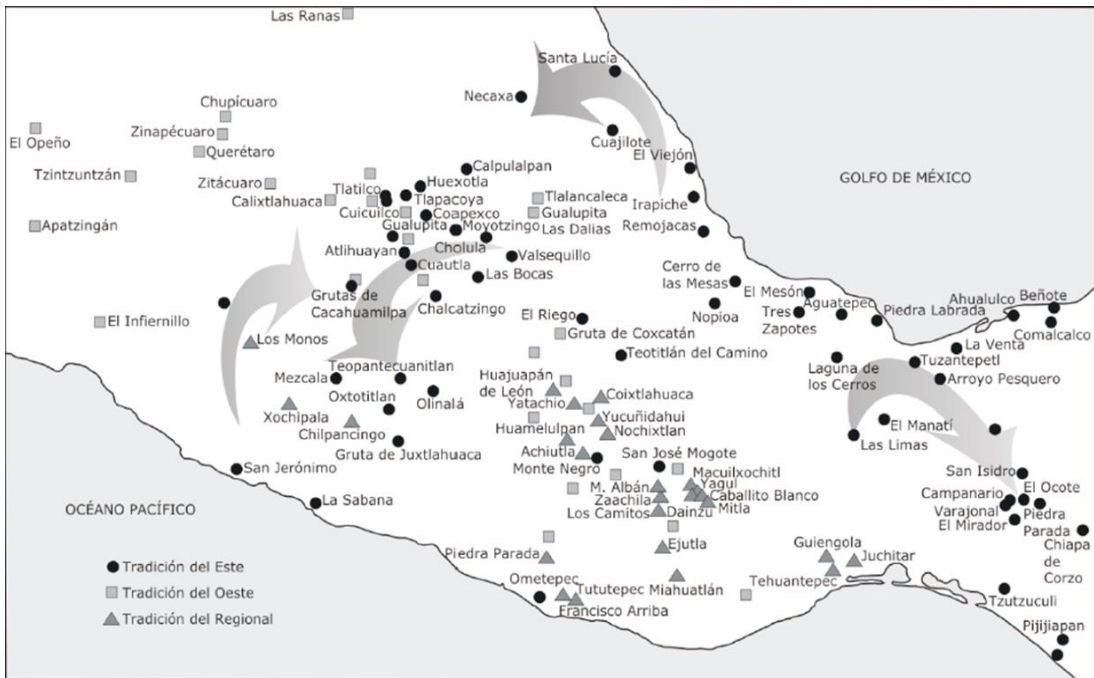 Las Ranas
Santa Lucía
Necaxa
Chupícuaro
El Opeño
Zinapécuaro
Querétaro
Cuajilote
El Viejón
Tzintzuntzán
Zitácuaro
Calpulalpan
GOLFO DE MÉXICO
Tlatilco
Huexotla
Calixtlahuaca
Tlapacoya
Tlalancaleca
Irapiche
Cuicuilco
Coapexco
Gualupita
Apatzingán
Gualupita
Moyotzingo
Las Dalias
Remojacas
Atlihuayan
Cholula
Valsequillo
Cuautla
Las Bocas
Cerro de
las Mesas
Grutas de
Cacahuamilpa
Chalcatzingo
El Mesón
Aguatepec
Ahualulco
Beñote
El Infiernillo
El Riego
Nopioa
Tres
Zapotes
Piedra Labrada
Comalcalco
Los Monos
Gruta de Coxcatán
La Venta
Teopantecuanitlan
Teotitlán del Camino
Laguna de
los Cerros
Tuzantepetl
Mezcala
Huajuapán
de León
Arroyo Pesquero
Oxtotitlan
Olinalá
Coixtlahuaca
Yatachio
Xochipala
Yucuñidahui
El Manatí
Chilpancingo
Huamelulpan
Nochixtlan
Las Limas
Gruta de Juxtlahuaca
Achiutla
San José Mogote
San Jerónimo
Monte Negro
Macuilxochitl
San Isidro
M. Albán
Yagul
El Ocote
La Sabana
Zaachila
Caballito Blanco
Campanario
OCÉANO PACÍFICO
Los Camitos
Dainzu
Mitla
Varajonal
Piedra
Parada
El Mirador
Chiapa
de
Corzo
Piedra Parada
Ejutla
Guiengola
Juchitar
Tradición del Este
Ometepec
Tututepec
Miahuatlán
Tehuantepec
Tradición del Oeste
Francisco Arriba
Tzutzuculi
Tradición del Regional
Pijijiapan